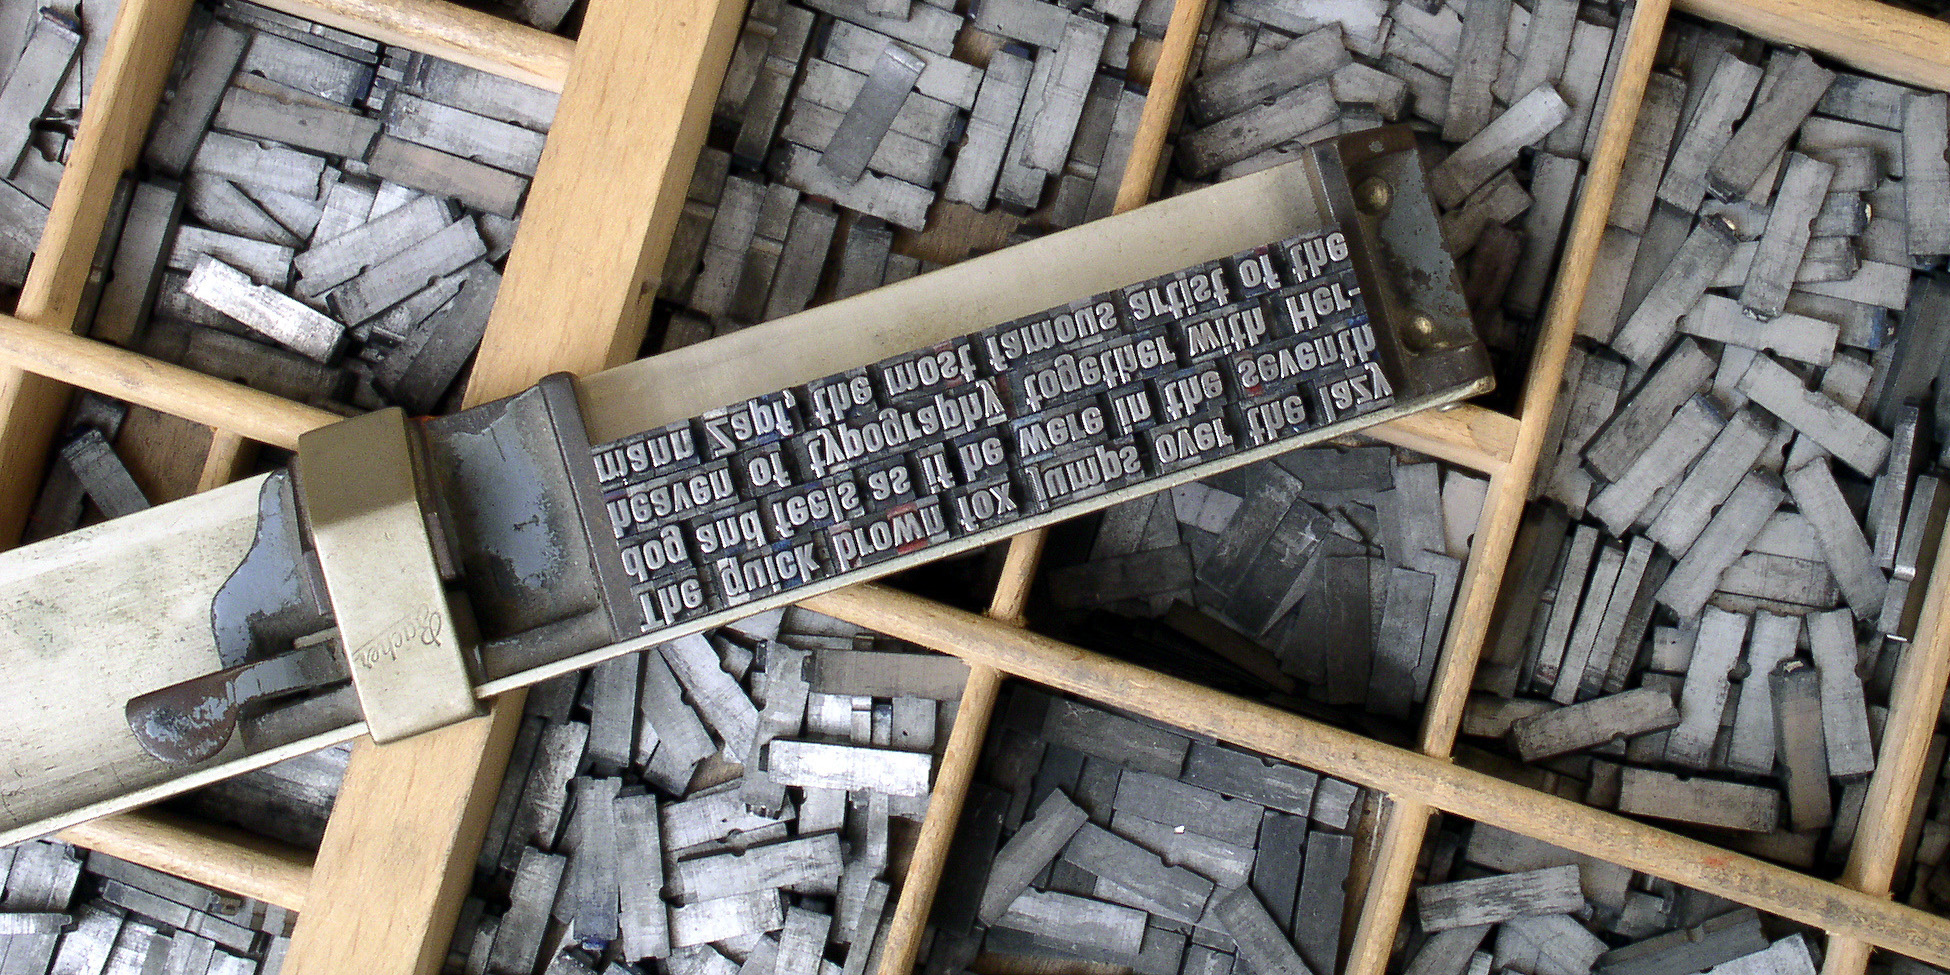 The quick brown fox jumps over the lazy
dog and feels as if he were in the seventh
heaven of typography together with Her-
mann Zapf, the most famous artist of the
Bacher